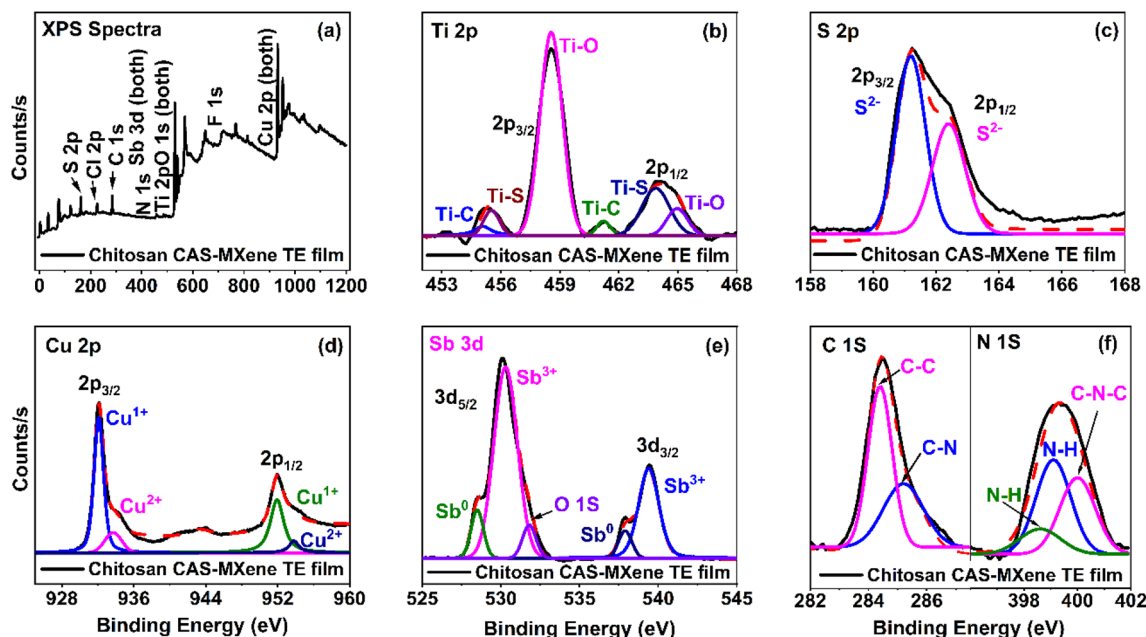 XPS Spectra
(a)
Counts/s
S 2p
Cl 2p
C 1s
N 1s
Sb 3d (both)
Ti 2pO 1s (both)
F 1s
Cu 2p (both)
Chitosan CAS-MXene TE film
0 200 400 600 800 1000 1200
Ti 2p
(b)
Ti-O
2p3/2
2p1/2
Ti-C
Ti-S
Ti-C
Ti-S
Ti-O
Chitosan CAS-MXene TE film
453 456 459 462 465 468
S 2p
(c)
2p3/2
S2-
2p1/2
S2-
Chitosan CAS-MXene TE film
158 160 162 164 166 168
Cu 2p
(d)
Counts/s
2p3/2
Cu1+
Cu2+
2p1/2
Cu1+
Cu2+
Chitosan CAS-MXene TE film
928 936 944 952 960
Binding Energy (eV)
Sb 3d
(e)
3d5/2
Sb3+
3d3/2
Sb3+
Sb0
O 1S
Sb0
Chitosan CAS-MXene TE film
525 530 535 540 545
Binding Energy (eV)
C 1S
N 1S
(f)
C-C
C-N
C-N-C
N-H
N-H
Chitosan CAS-MXene TE film
282 284 286 398 400 402
Binding Energy (eV)